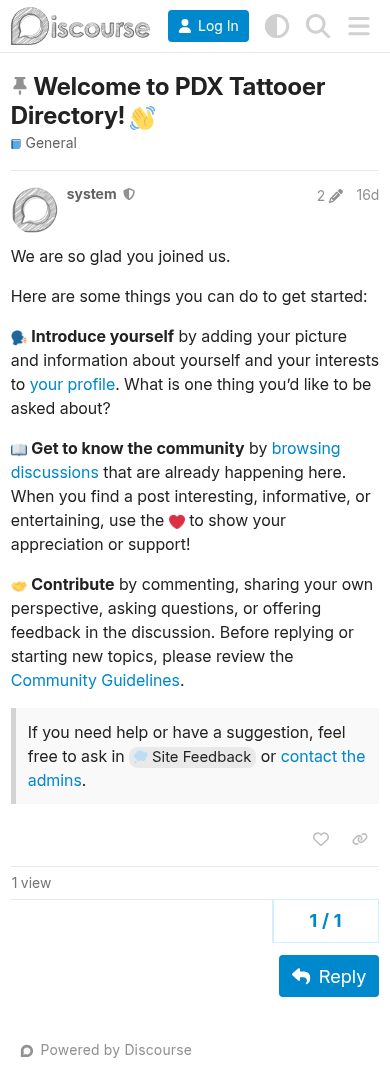 Discourse
Log In
Welcome to PDX Tattooer
Directory! 👋
General
system
2
16d
We are so glad you joined us.
Here are some things you can do to get started:
🗣 Introduce yourself by adding your picture
and information about yourself and your interests
to your profile. What is one thing you’d like to be
asked about?
📖 Get to know the community by browsing
discussions that are already happening here.
When you find a post interesting, informative, or
entertaining, use the ❤ to show your
appreciation or support!
🤝 Contribute by commenting, sharing your own
perspective, asking questions, or offering
feedback in the discussion. Before replying or
starting new topics, please review the
Community Guidelines.
If you need help or have a suggestion, feel
free to ask in 💬 Site Feedback or contact the
admins.
1 view
1 / 1
Reply
Powered by Discourse